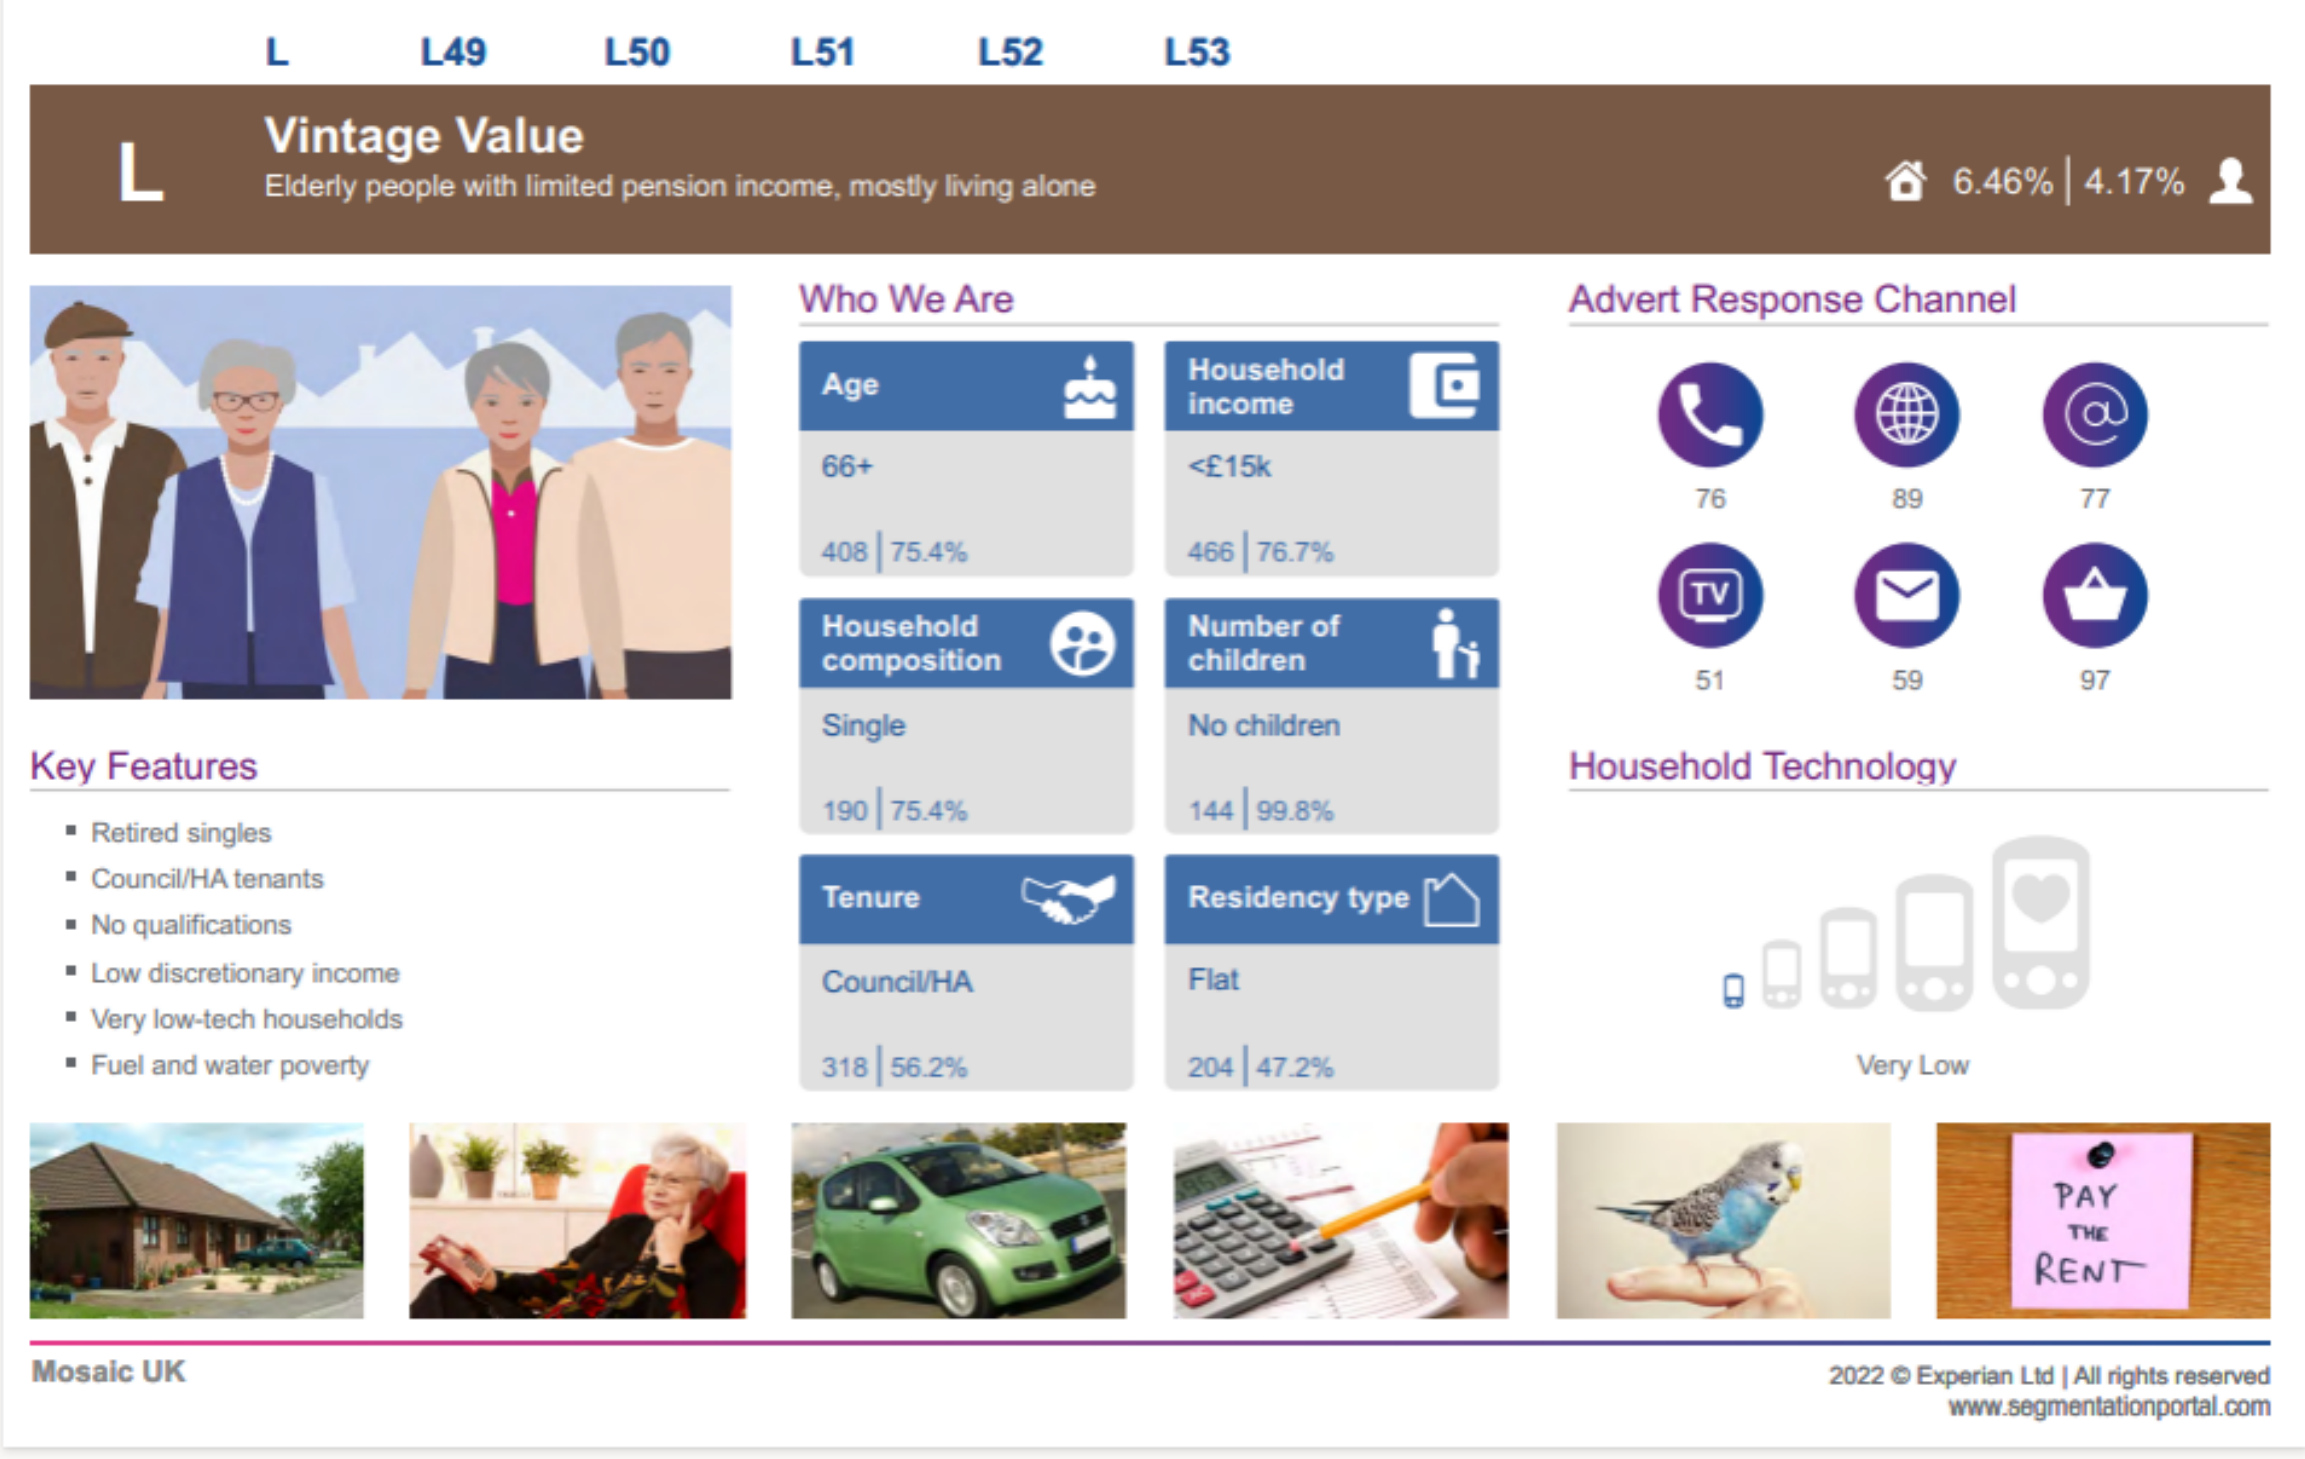 L L49 L50 L51 L52 L53
L
Vintage Value
Elderly people with limited pension income, mostly living alone
6.46% | 4.17%
Who We Are
Age
66+
408 | 75.4%
Household
income
<£15k
466 | 76.7%
Household
composition
Single
190 | 75.4%
Number of
children
No children
144 | 99.8%
Tenure
Council/HA
318 | 56.2%
Residency type
Flat
204 | 47.2%
Advert Response Channel
76 89 77
TV
51 59 97
Key Features
▪ Retired singles
▪ Council/HA tenants
▪ No qualifications
▪ Low discretionary income
▪ Very low-tech households
▪ Fuel and water poverty
Household Technology
Very Low
PAY
THE
RENT
Mosaic UK
2022 © Experian Ltd | All rights reserved
www.segmentationportal.com